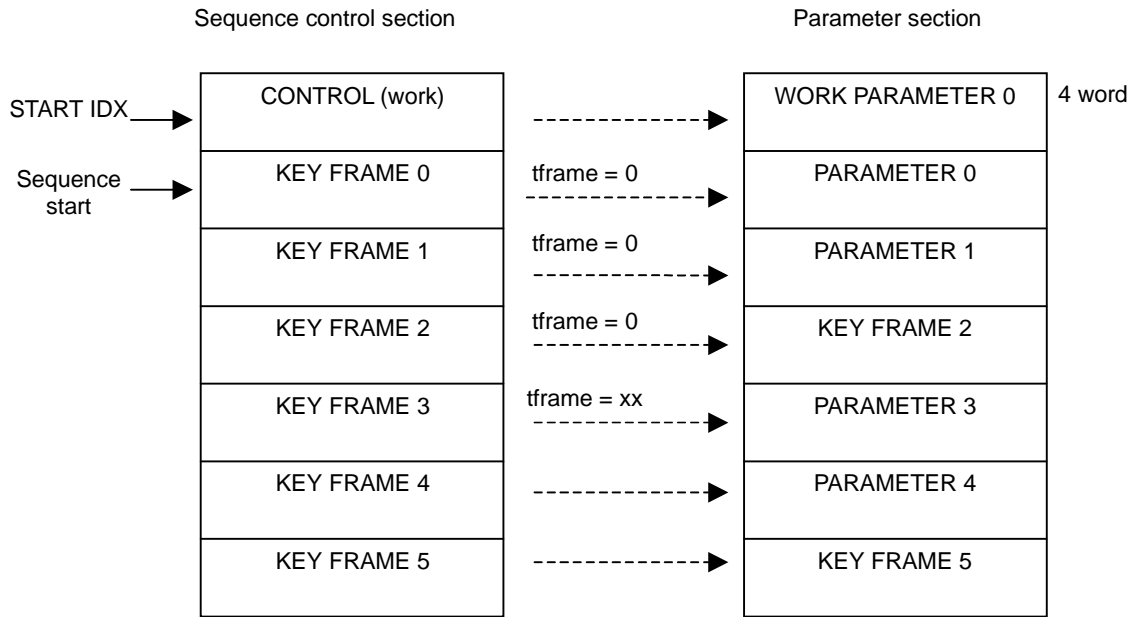 Sequence control section
Parameter section
START IDX
CONTROL (work)
WORK PARAMETER 0
4 word
Sequence
start
KEY FRAME 0
tframe = 0
PARAMETER 0
KEY FRAME 1
tframe = 0
PARAMETER 1
KEY FRAME 2
tframe = 0
KEY FRAME 2
KEY FRAME 3
tframe = xx
PARAMETER 3
KEY FRAME 4
PARAMETER 4
KEY FRAME 5
KEY FRAME 5